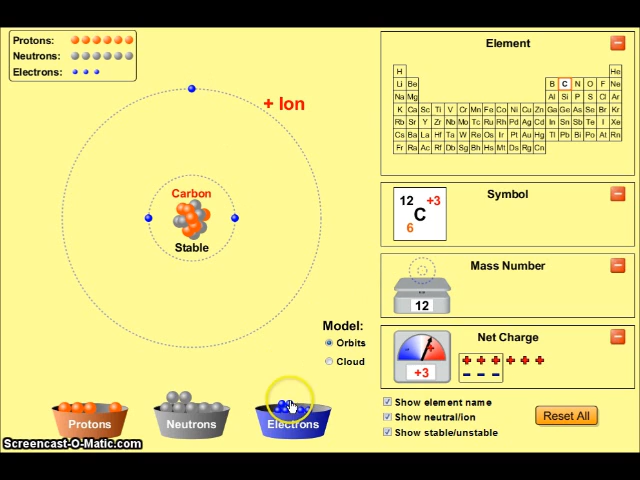 Protons:
Neutrons:
Electrons:
+ Ion
Carbon
Stable
Model:
Orbits
Cloud
Protons
Neutrons
Electrons
Screencast-O-Matic.com
Element
H He
Li Be B C N O F Ne
Na Mg Al Si P S Cl Ar
K Ca Sc Ti V Cr Mn Fe Co Ni Cu Zn Ga Ge As Se Br Kr
Rb Sr Y Zr Nb Mo Tc Ru Rh Pd Ag Cd In Sn Sb Te I Xe
Cs Ba La Hf Ta W Re Os Ir Pt Au Hg Tl Pb Bi Po At Rn
Fr Ra Ac Rf Db Sg Bh Hs Mt Ds Rg Cn
Symbol
12 +3
C
6
Mass Number
12
Net Charge
+3
Show element name
Show neutral/ion
Show stable/unstable
Reset All